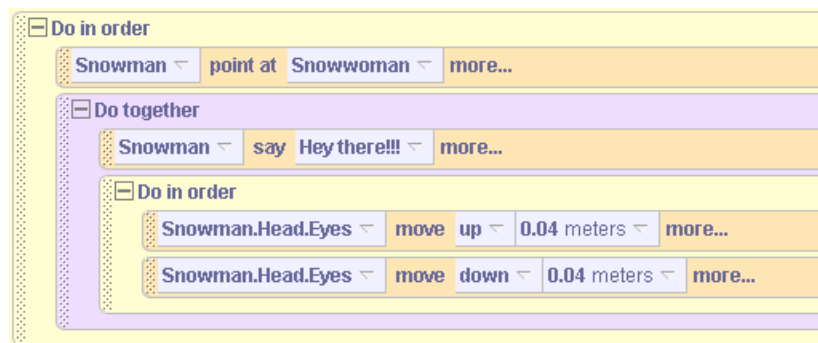 Do in order
Snowman point at Snowwoman more...
Do together
Snowman say Hey there!!! more...
Do in order
Snowman.Head.Eyes move up 0.04 meters more...
Snowman.Head.Eyes move down 0.04 meters more...